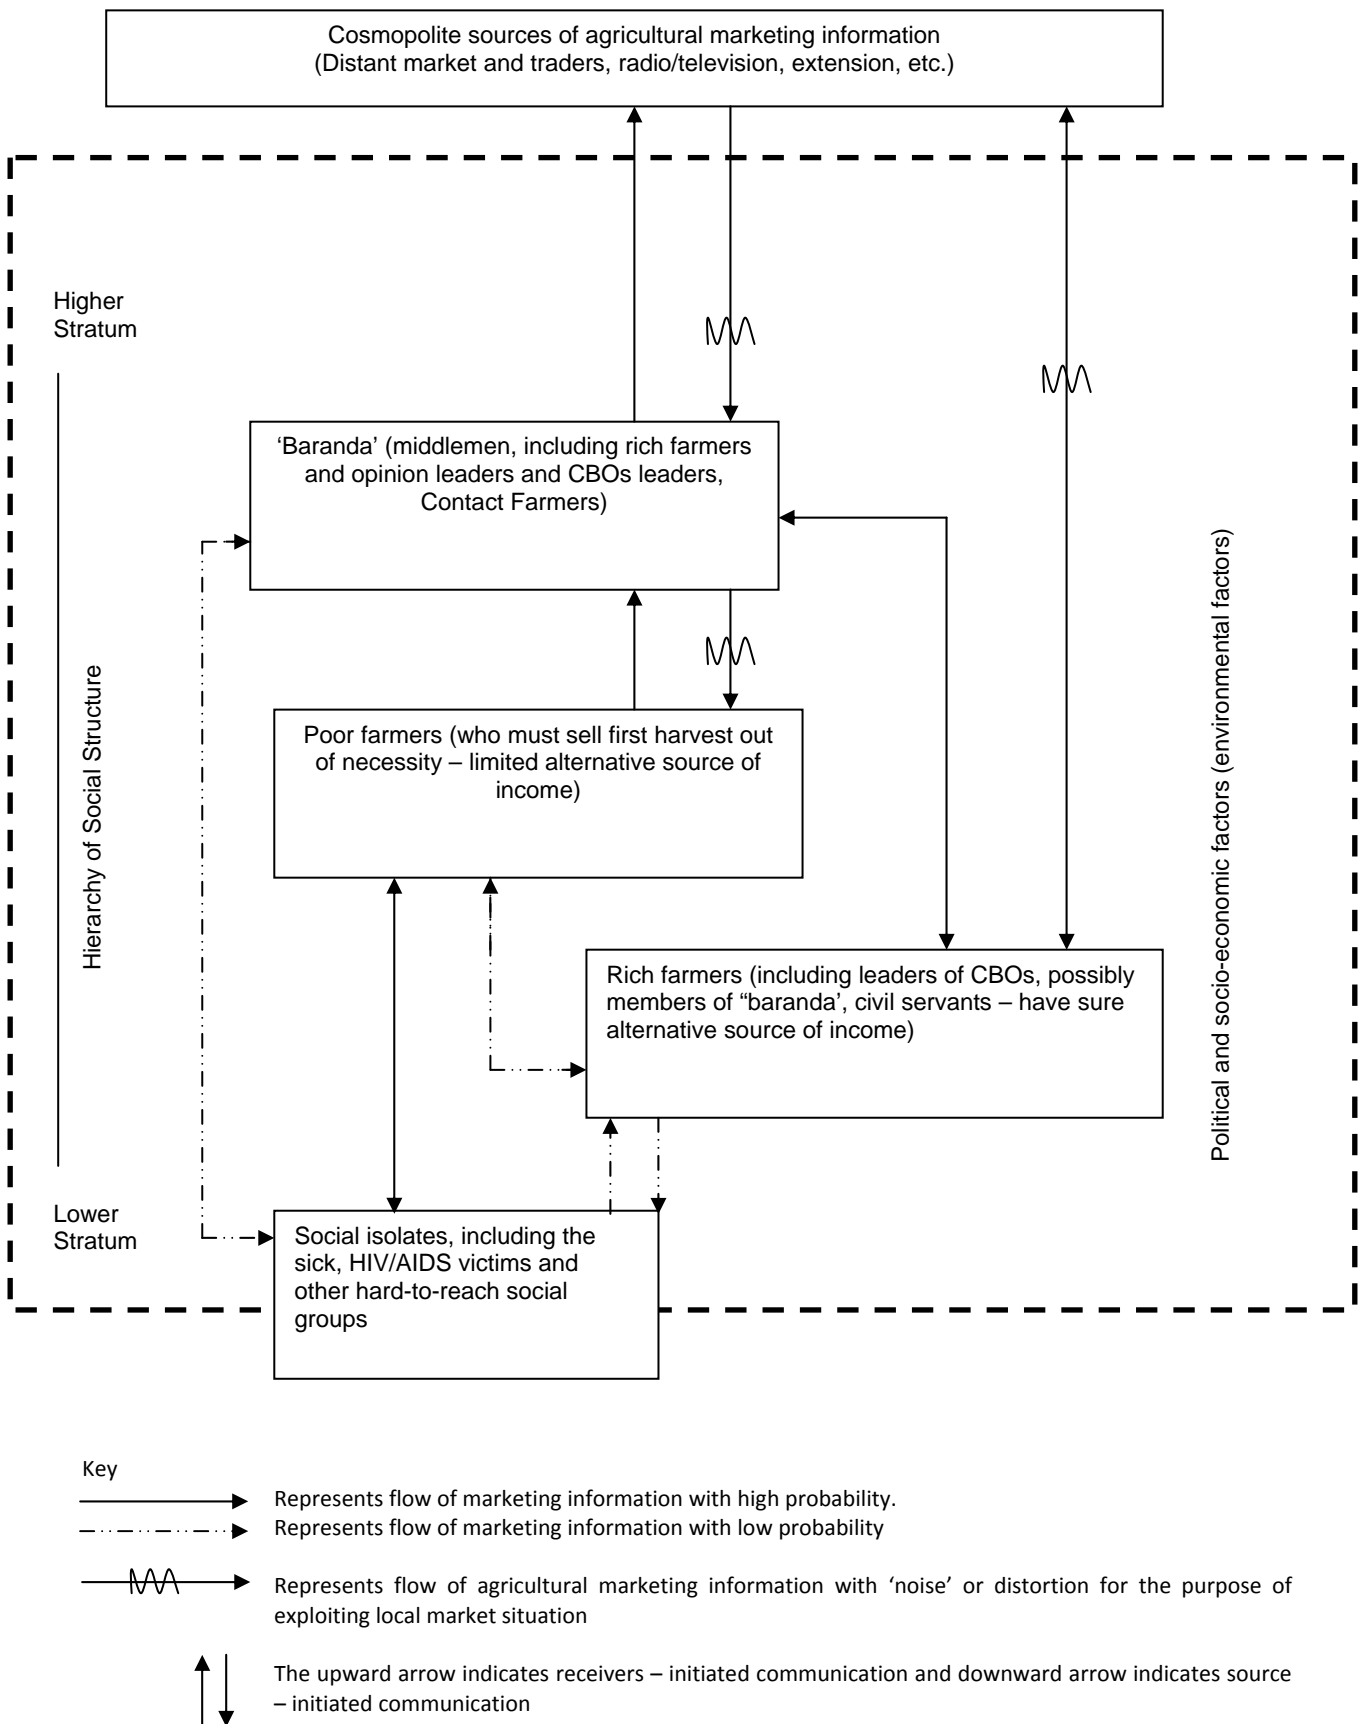 Cosmopolite sources of agricultural marketing information
(Distant market and traders, radio/television, extension, etc.)
Higher
Stratum
‘Baranda’ (middlemen, including rich farmers
and opinion leaders and CBOs leaders,
Contact Farmers)
Hierarchy of Social Structure
Political and socio-economic factors (environmental factors)
Poor farmers (who must sell first harvest out
of necessity – limited alternative source of
income)
Rich farmers (including leaders of CBOs, possibly
members of “baranda’, civil servants – have sure
alternative source of income)
Lower
Stratum
Social isolates, including the
sick, HIV/AIDS victims and
other hard-to-reach social
groups
Key
Represents flow of marketing information with high probability.
Represents flow of marketing information with low probability
Represents flow of agricultural marketing information with ‘noise’ or distortion for the purpose of
exploiting local market situation
The upward arrow indicates receivers – initiated communication and downward arrow indicates source
– initiated communication